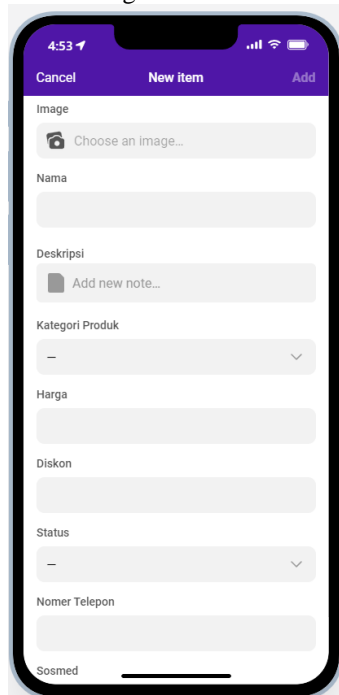 4:53
Cancel New item Add
Image
Choose an image...
Nama
Deskripsi
Add new note...
Kategori Produk
–
Harga
Diskon
Status
–
Nomer Telepon
Sosmed